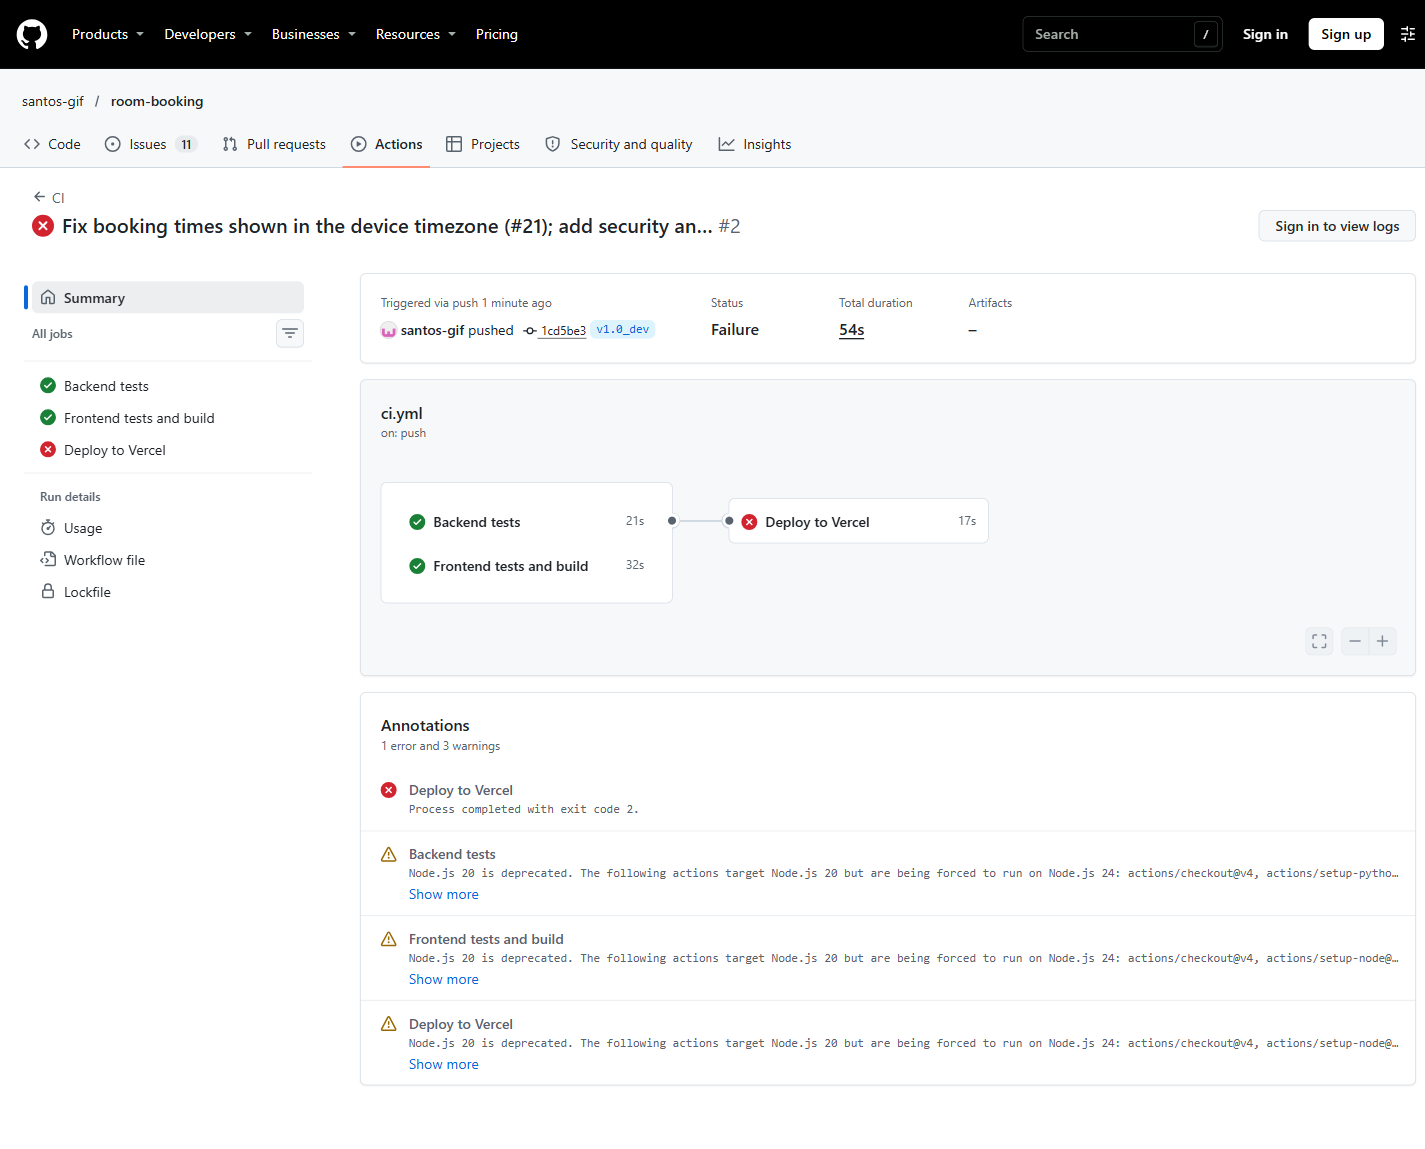 Products Developers Businesses Resources Pricing Search / Sign in Sign up
santos-gif / room-booking
Code Issues 11 Pull requests Actions Projects Security and quality Insights
CI
Fix booking times shown in the device timezone (#21); add security an... #2
Sign in to view logs
Summary
All jobs
Backend tests
Frontend tests and build
Deploy to Vercel
Run details
Usage
Workflow file
Lockfile
Triggered via push 1 minute ago
santos-gif pushed 1cd5be3 v1.0_dev
Status
Failure
Total duration
54s
Artifacts
–
ci.yml
on: push
Backend tests 21s
Frontend tests and build 32s
Deploy to Vercel 17s
Annotations
1 error and 3 warnings
Deploy to Vercel
Process completed with exit code 2.
Backend tests
Node.js 20 is deprecated. The following actions target Node.js 20 but are being forced to run on Node.js 24: actions/checkout@v4, actions/setup-pytho…
Show more
Frontend tests and build
Node.js 20 is deprecated. The following actions target Node.js 20 but are being forced to run on Node.js 24: actions/checkout@v4, actions/setup-node@…
Show more
Deploy to Vercel
Node.js 20 is deprecated. The following actions target Node.js 20 but are being forced to run on Node.js 24: actions/checkout@v4, actions/setup-node@…
Show more